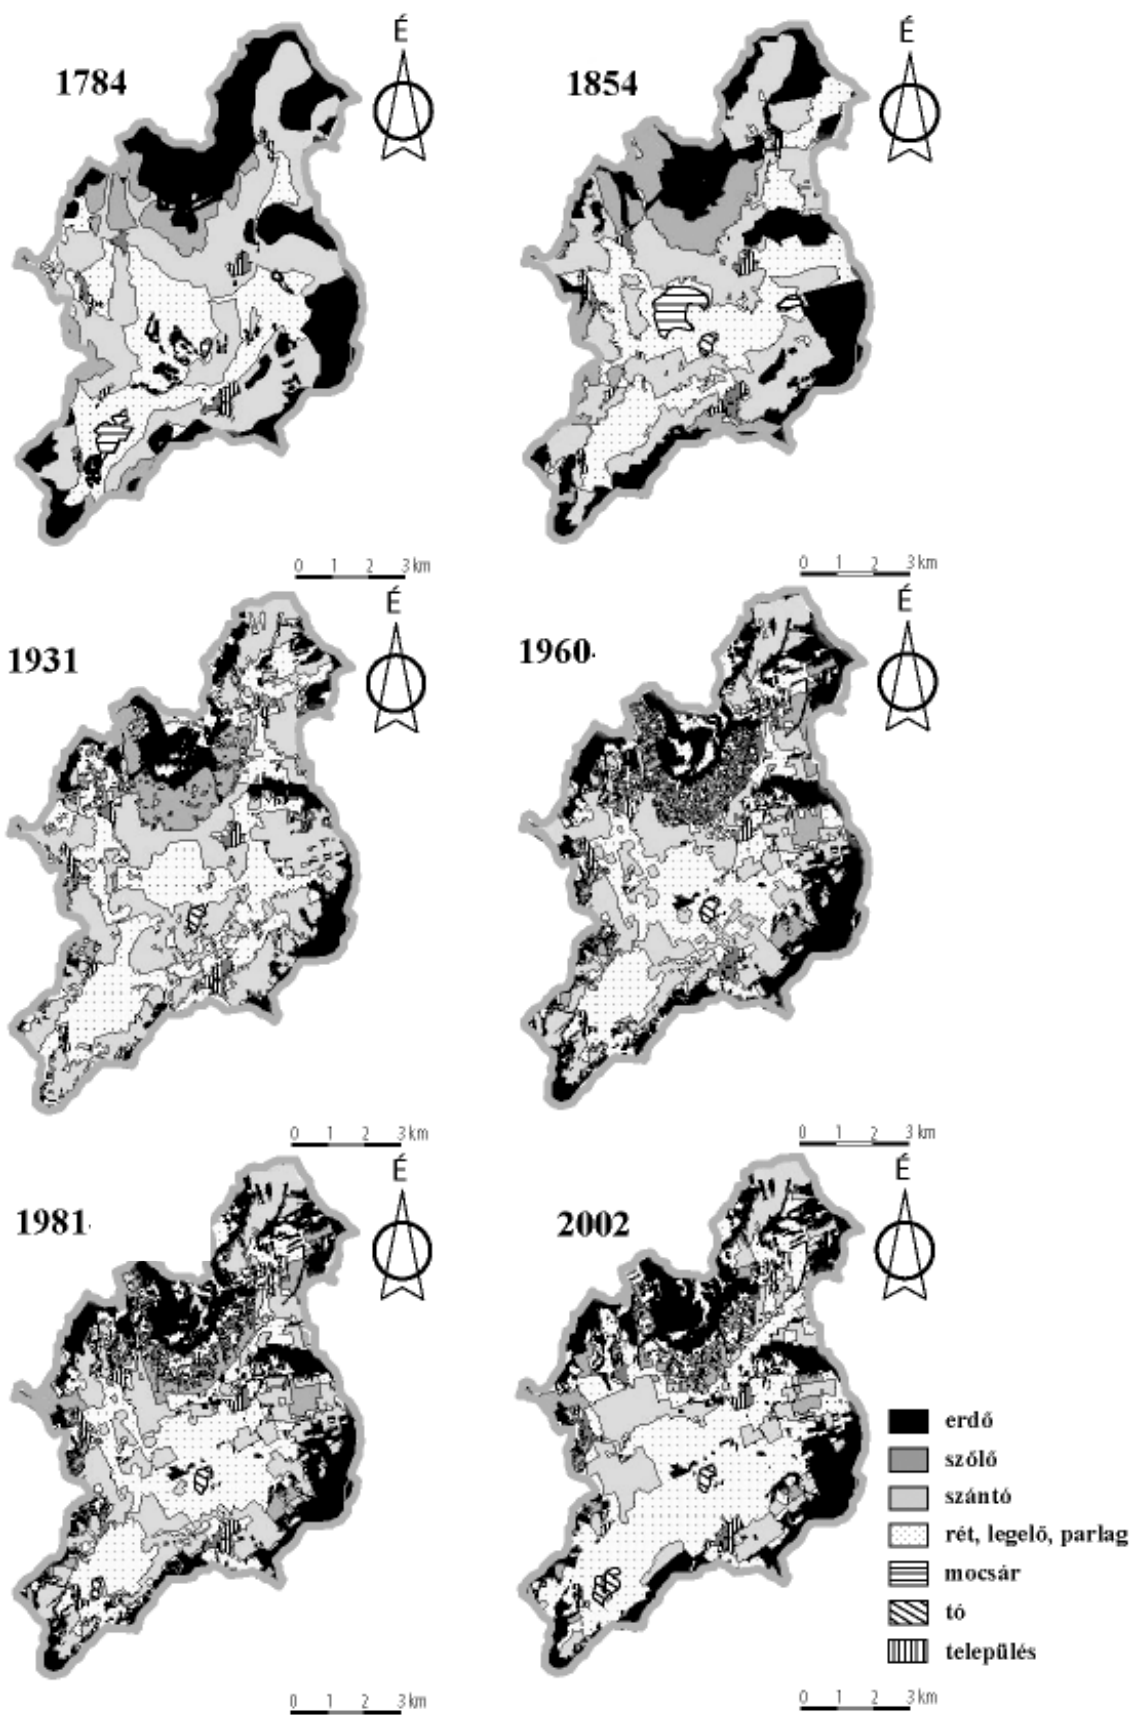 É
1784
0 1 2 3 km
É
1854
0 1 2 3 km
É
1931
0 1 2 3 km
É
1960
0 1 2 3 km
É
1981
0 1 2 3 km
É
2002
erdő
szőlő
szántó
rét, legelő, parlag
mocsár
tó
település
0 1 2 3 km